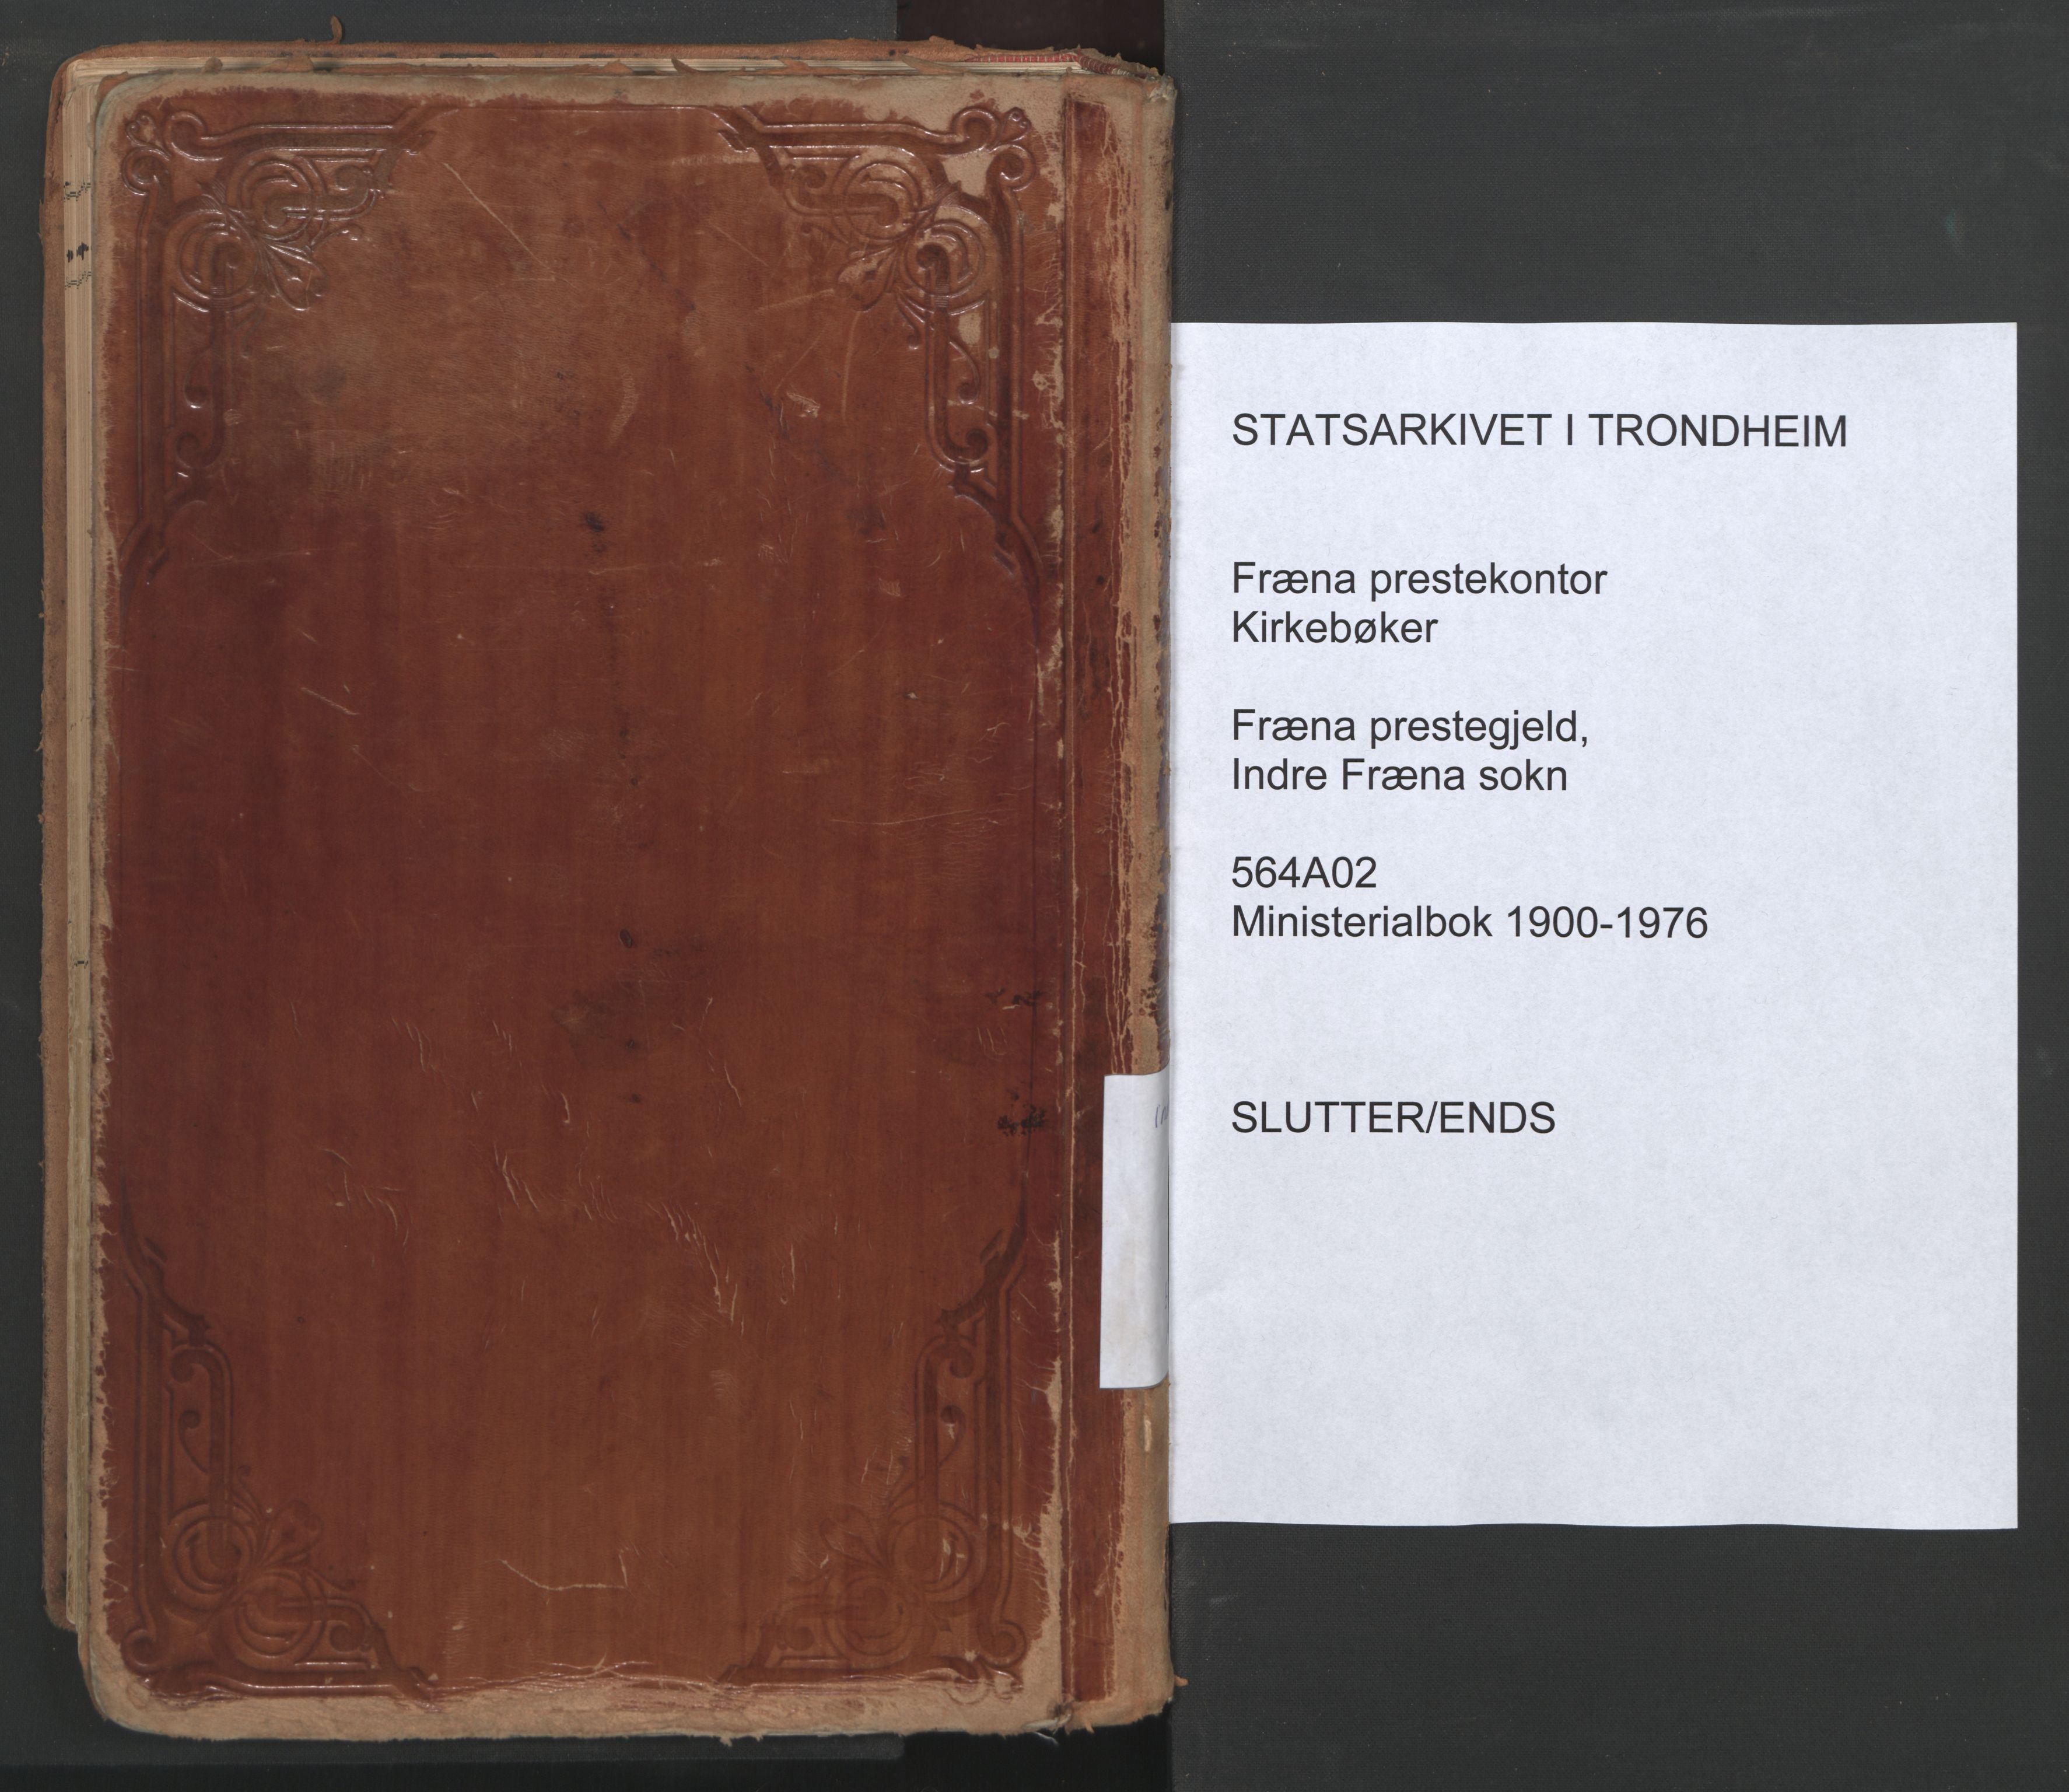 STATSARKIVET I TRONDHEIM
Fræna prestekontor
Kirkebøker
Fræna prestegjeld,
Indre Fræna sokn
564A02
Ministerialbok 1900-1976
SLUTTER/ENDS